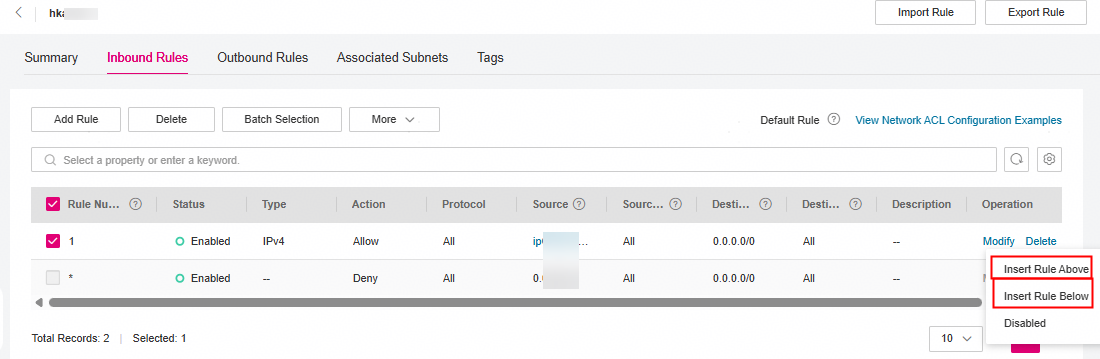 hka
Import Rule
Export Rule
Summary
Inbound Rules
Outbound Rules
Associated Subnets
Tags
Add Rule
Delete
Batch Selection
More
Default Rule
View Network ACL Configuration Examples
Select a property or enter a keyword.
Rule Nu... Status Type Action Protocol Source Sourc... Desti... Desti... Description Operation
1 Enabled IPv4 Allow All ip ... All 0.0.0.0/0 All -- Modify Delete
* Enabled -- Deny All 0. All 0.0.0.0/0 All --
Insert Rule Above
Insert Rule Below
Disabled
Total Records: 2 | Selected: 1
10